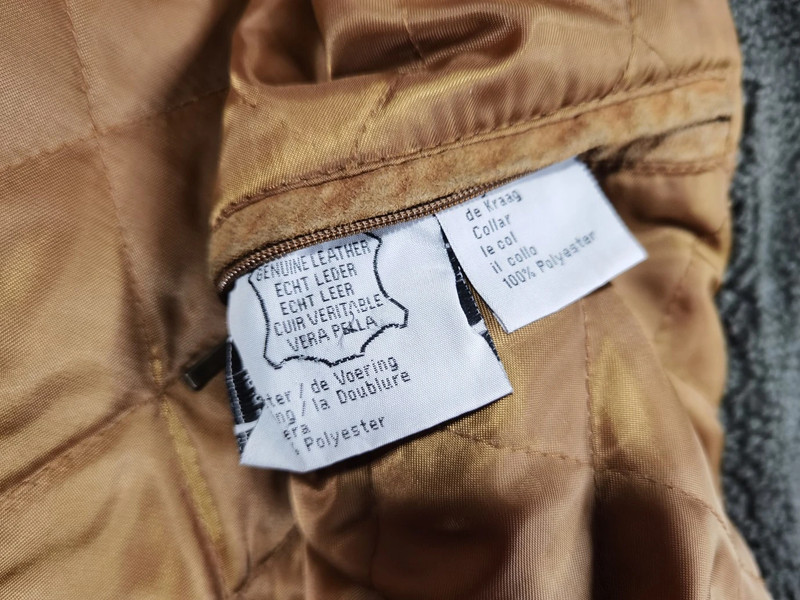 GENUINE LEATHER
ECHT LEDER
ECHT LEER
CUIR VERITABLE
VERA PELLA
ter / de Voering
ng / la Doublure
era
Polyester
de Kraag
Collar
le col
il collo
100% Polyester